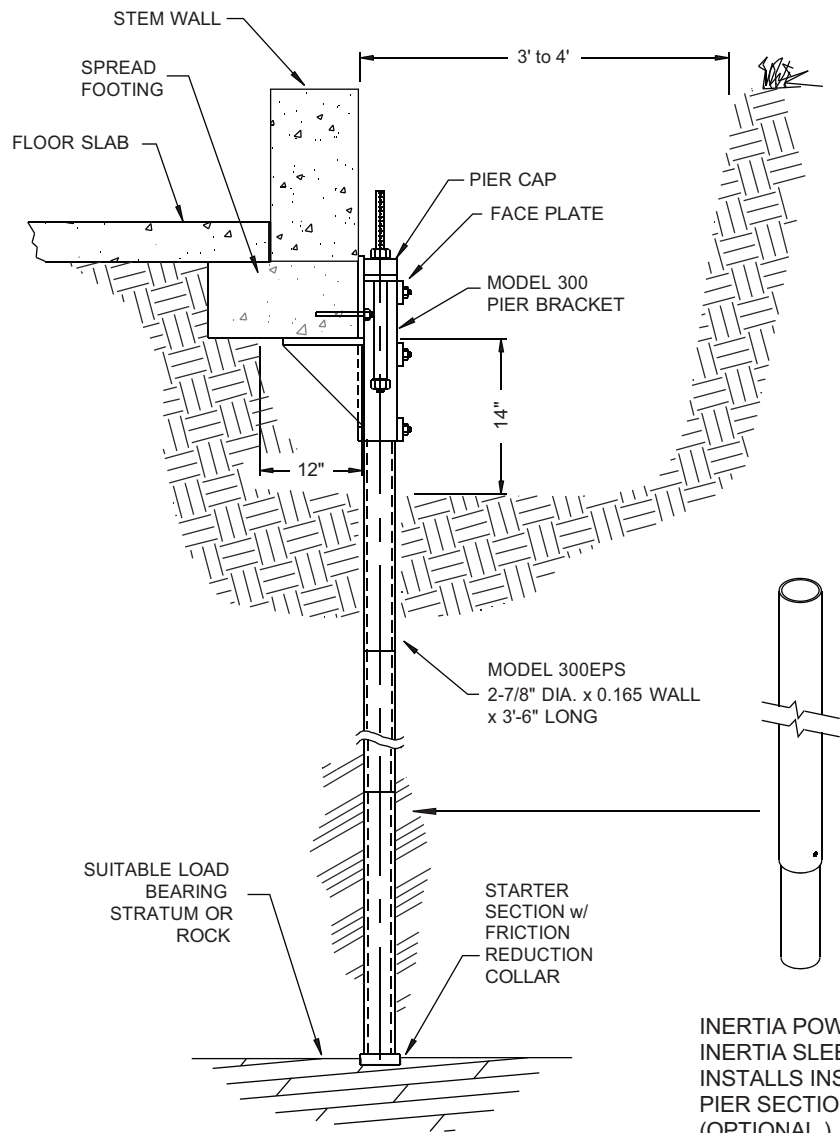 STEM WALL
3' to 4'
SPREAD
FOOTING
FLOOR SLAB
PIER CAP
FACE PLATE
MODEL 300
PIER BRACKET
14"
12"
MODEL 300EPS
2-7/8" DIA. x 0.165 WALL
x 3'-6" LONG
SUITABLE LOAD
BEARING
STRATUM OR
ROCK
STARTER
SECTION w/
FRICTION
REDUCTION
COLLAR
INERTIA POW
INERTIA SLEE
INSTALLS INS
PIER SECTIO
(OPTIONAL )